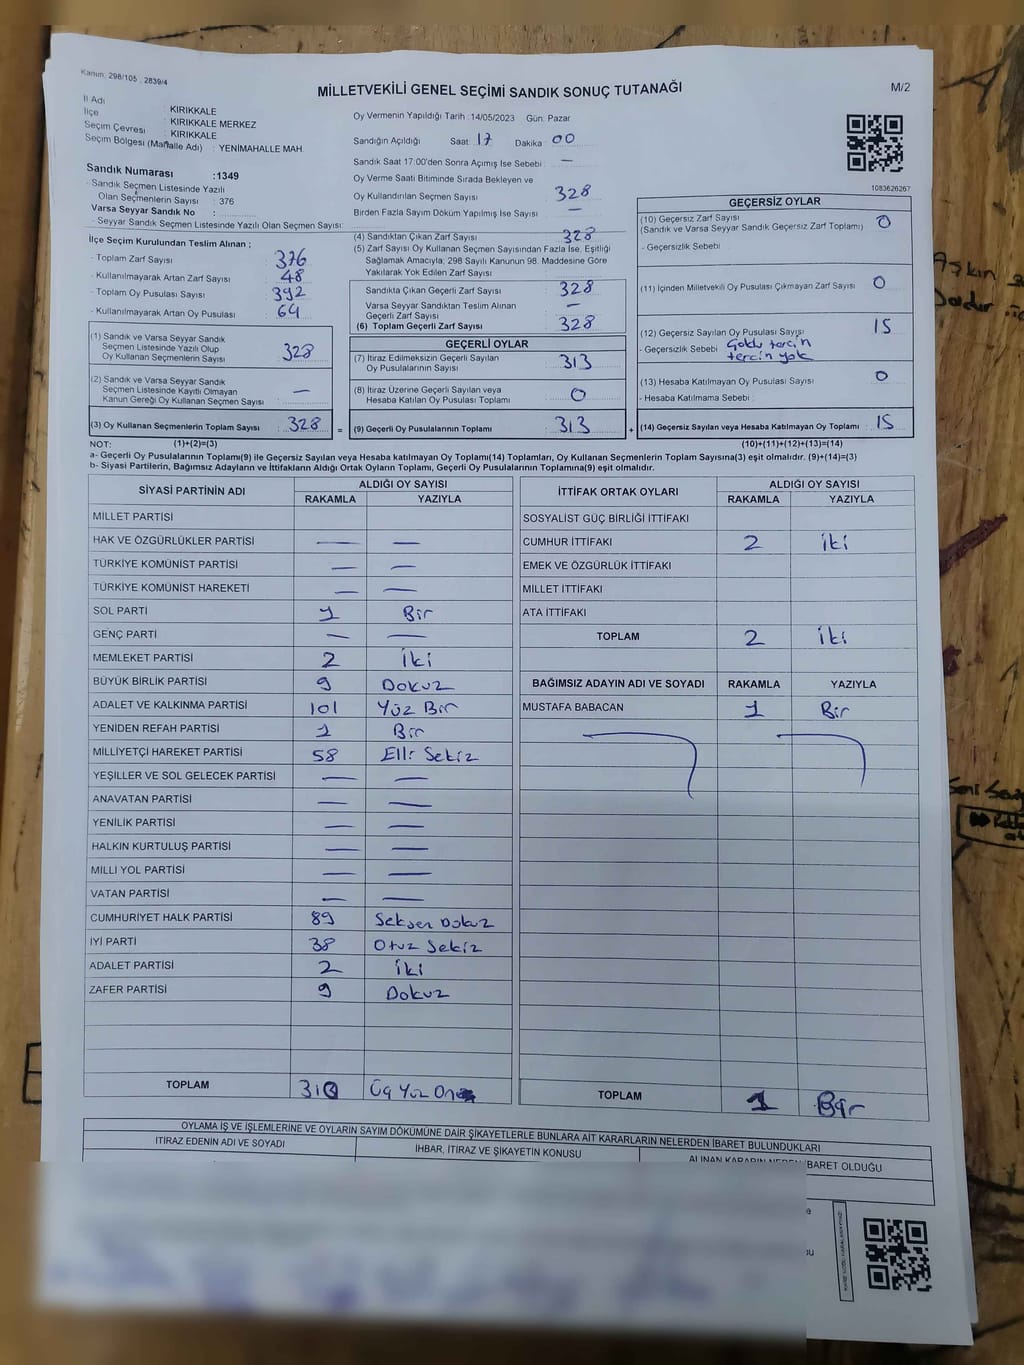 Kanun: 298/105 , 2839/4
MİLLETVEKİLİ GENEL SEÇİMİ SANDIK SONUÇ TUTANAĞI
M/2
İl Adı : KIRIKKALE
İlçe : KIRIKKALE MERKEZ
Seçim Çevresi : KIRIKKALE
Seçim Bölgesi (Mahalle Adı) : YENİMAHALLE MAH.
Sandık Numarası :1349
- Sandık Seçmen Listesinde Yazılı
Olan Seçmenlerin Sayısı : 376
Varsa Seyyar Sandık No :
- Seyyar Sandık Seçmen Listesinde Yazılı Olan Seçmen Sayısı:
İlçe Seçim Kurulundan Teslim Alınan ;
- Toplam Zarf Sayısı : 376
- Kullanılmayarak Artan Zarf Sayısı : 48
- Toplam Oy Pusulası Sayısı : 392
- Kullanılmayarak Artan Oy Pusulası : 64
(1) Sandık ve Varsa Seyyar Sandık
Seçmen Listesinde Yazılı Olup
Oy Kullanan Seçmenlerin Sayısı : 328
(2) Sandık ve Varsa Seyyar Sandık
Seçmen Listesinde Kayıtlı Olmayan
Kanun Gereği Oy Kullanan Seçmen Sayısı : —
(3) Oy Kullanan Seçmenlerin Toplam Sayısı : 328 =
Oy Vermenin Yapıldığı Tarih :14/05/2023 Gün: Pazar
Sandığın Açıldığı Saat 17 Dakika 00
Sandık Saat 17:00'den Sonra Açımış İse Sebebi : —
Oy Verme Saati Bitiminde Sırada Bekleyen ve
Oy Kullandırılan Seçmen Sayısı : 328
Birden Fazla Sayım Döküm Yapılmış İse Sayısı : —
(4) Sandıktan Çıkan Zarf Sayısı : 328
(5) Zarf Sayısı Oy Kullanan Seçmen Sayısından Fazla İse, Eşitliği
Sağlamak Amacıyla; 298 Sayılı Kanunun 98. Maddesine Göre
Yakılarak Yok Edilen Zarf Sayısı :
Sandıkta Çıkan Geçerli Zarf Sayısı : 328
Varsa Seyyar Sandıktan Teslim Alınan
Geçerli Zarf Sayısı : —
(6) Toplam Geçerli Zarf Sayısı : 328
GEÇERLİ OYLAR
(7) İtiraz Edilmeksizin Geçerli Sayılan
Oy Pusulalarının Sayısı : 313
(8) İtiraz Üzerine Geçerli Sayılan veya
Hesaba Katılan Oy Pusulası Toplamı : 0
(9) Geçerli Oy Pusulalarının Toplamı : 313 +
1083626267
GEÇERSİZ OYLAR
(10) Geçersiz Zarf Sayısı : 0
(Sandık ve Varsa Seyyar Sandık Geçersiz Zarf Toplamı)
- Geçersizlik Sebebi :
(11) İçinden Milletvekili Oy Pusulası Çıkmayan Zarf Sayısı : 0
(12) Geçersiz Sayılan Oy Pusulası Sayısı : 15
- Geçersizlik Sebebi : Çoklu tercih
tercih yok
(13) Hesaba Katılmayan Oy Pusulası Sayısı : 0
- Hesaba Katılmama Sebebi :
(14) Geçersiz Sayılan veya Hesaba Katılmayan Oy Toplamı : 15
NOT: (1)+(2)=(3) (10)+(11)+(12)+(13)=(14)
a- Geçerli Oy Pusulalarının Toplamı(9) ile Geçersiz Sayılan veya Hesaba katılmayan Oy Toplamı(14) Toplamları, Oy Kullanan Seçmenlerin Toplam Sayısına(3) eşit olmalıdır. (9)+(14)=(3)
b- Siyasi Partilerin, Bağımsız Adayların ve İttifakların Aldığı Ortak Oyların Toplamı, Geçerli Oy Pusulalarının Toplamına(9) eşit olmalıdır.
SİYASİ PARTİNİN ADI ALDIĞI OY SAYISI
RAKAMLA YAZIYLA
MİLLET PARTİSİ
HAK VE ÖZGÜRLÜKLER PARTİSİ — —
TÜRKİYE KOMÜNİST PARTİSİ — —
TÜRKİYE KOMÜNİST HAREKETİ — —
SOL PARTİ 1 Bir
GENÇ PARTİ — —
MEMLEKET PARTİSİ 2 İki
BÜYÜK BİRLİK PARTİSİ 9 Dokuz
ADALET VE KALKINMA PARTİSİ 101 Yüz Bir
YENİDEN REFAH PARTİSİ 1 Bir
MİLLİYETÇİ HAREKET PARTİSİ 58 Elli Sekiz
YEŞİLLER VE SOL GELECEK PARTİSİ — —
ANAVATAN PARTİSİ — —
YENİLİK PARTİSİ — —
HALKIN KURTULUŞ PARTİSİ — —
MİLLİ YOL PARTİSİ — —
VATAN PARTİSİ — —
CUMHURİYET HALK PARTİSİ 89 Seksen Dokuz
İYİ PARTİ 38 Otuz Sekiz
ADALET PARTİSİ 2 İki
ZAFER PARTİSİ 9 Dokuz
TOPLAM Üç Yüz On
İTTİFAK ORTAK OYLARI ALDIĞI OY SAYISI
RAKAMLA YAZIYLA
SOSYALİST GÜÇ BİRLİĞİ İTTİFAKI
CUMHUR İTTİFAKI 2 İki
EMEK VE ÖZGÜRLÜK İTTİFAKI
MİLLET İTTİFAKI
ATA İTTİFAKI
TOPLAM 2 İki
BAĞIMSIZ ADAYIN ADI VE SOYADI RAKAMLA YAZIYLA
MUSTAFA BABACAN 1 Bir
TOPLAM 1 Bir
OYLAMA İŞ VE İŞLEMLERİNE VE OYLARIN SAYIM DÖKÜMÜNE DAİR ŞİKAYETLERLE BUNLARA AİT KARARLARIN NELERDEN İBARET BULUNDUKLARI
İTİRAZ EDENİN ADI VE SOYADI İHBAR, İTİRAZ VE ŞİKAYETİN KONUSU ALINAN KARARIN NEDEN İBARET OLDUĞU
Aşkın